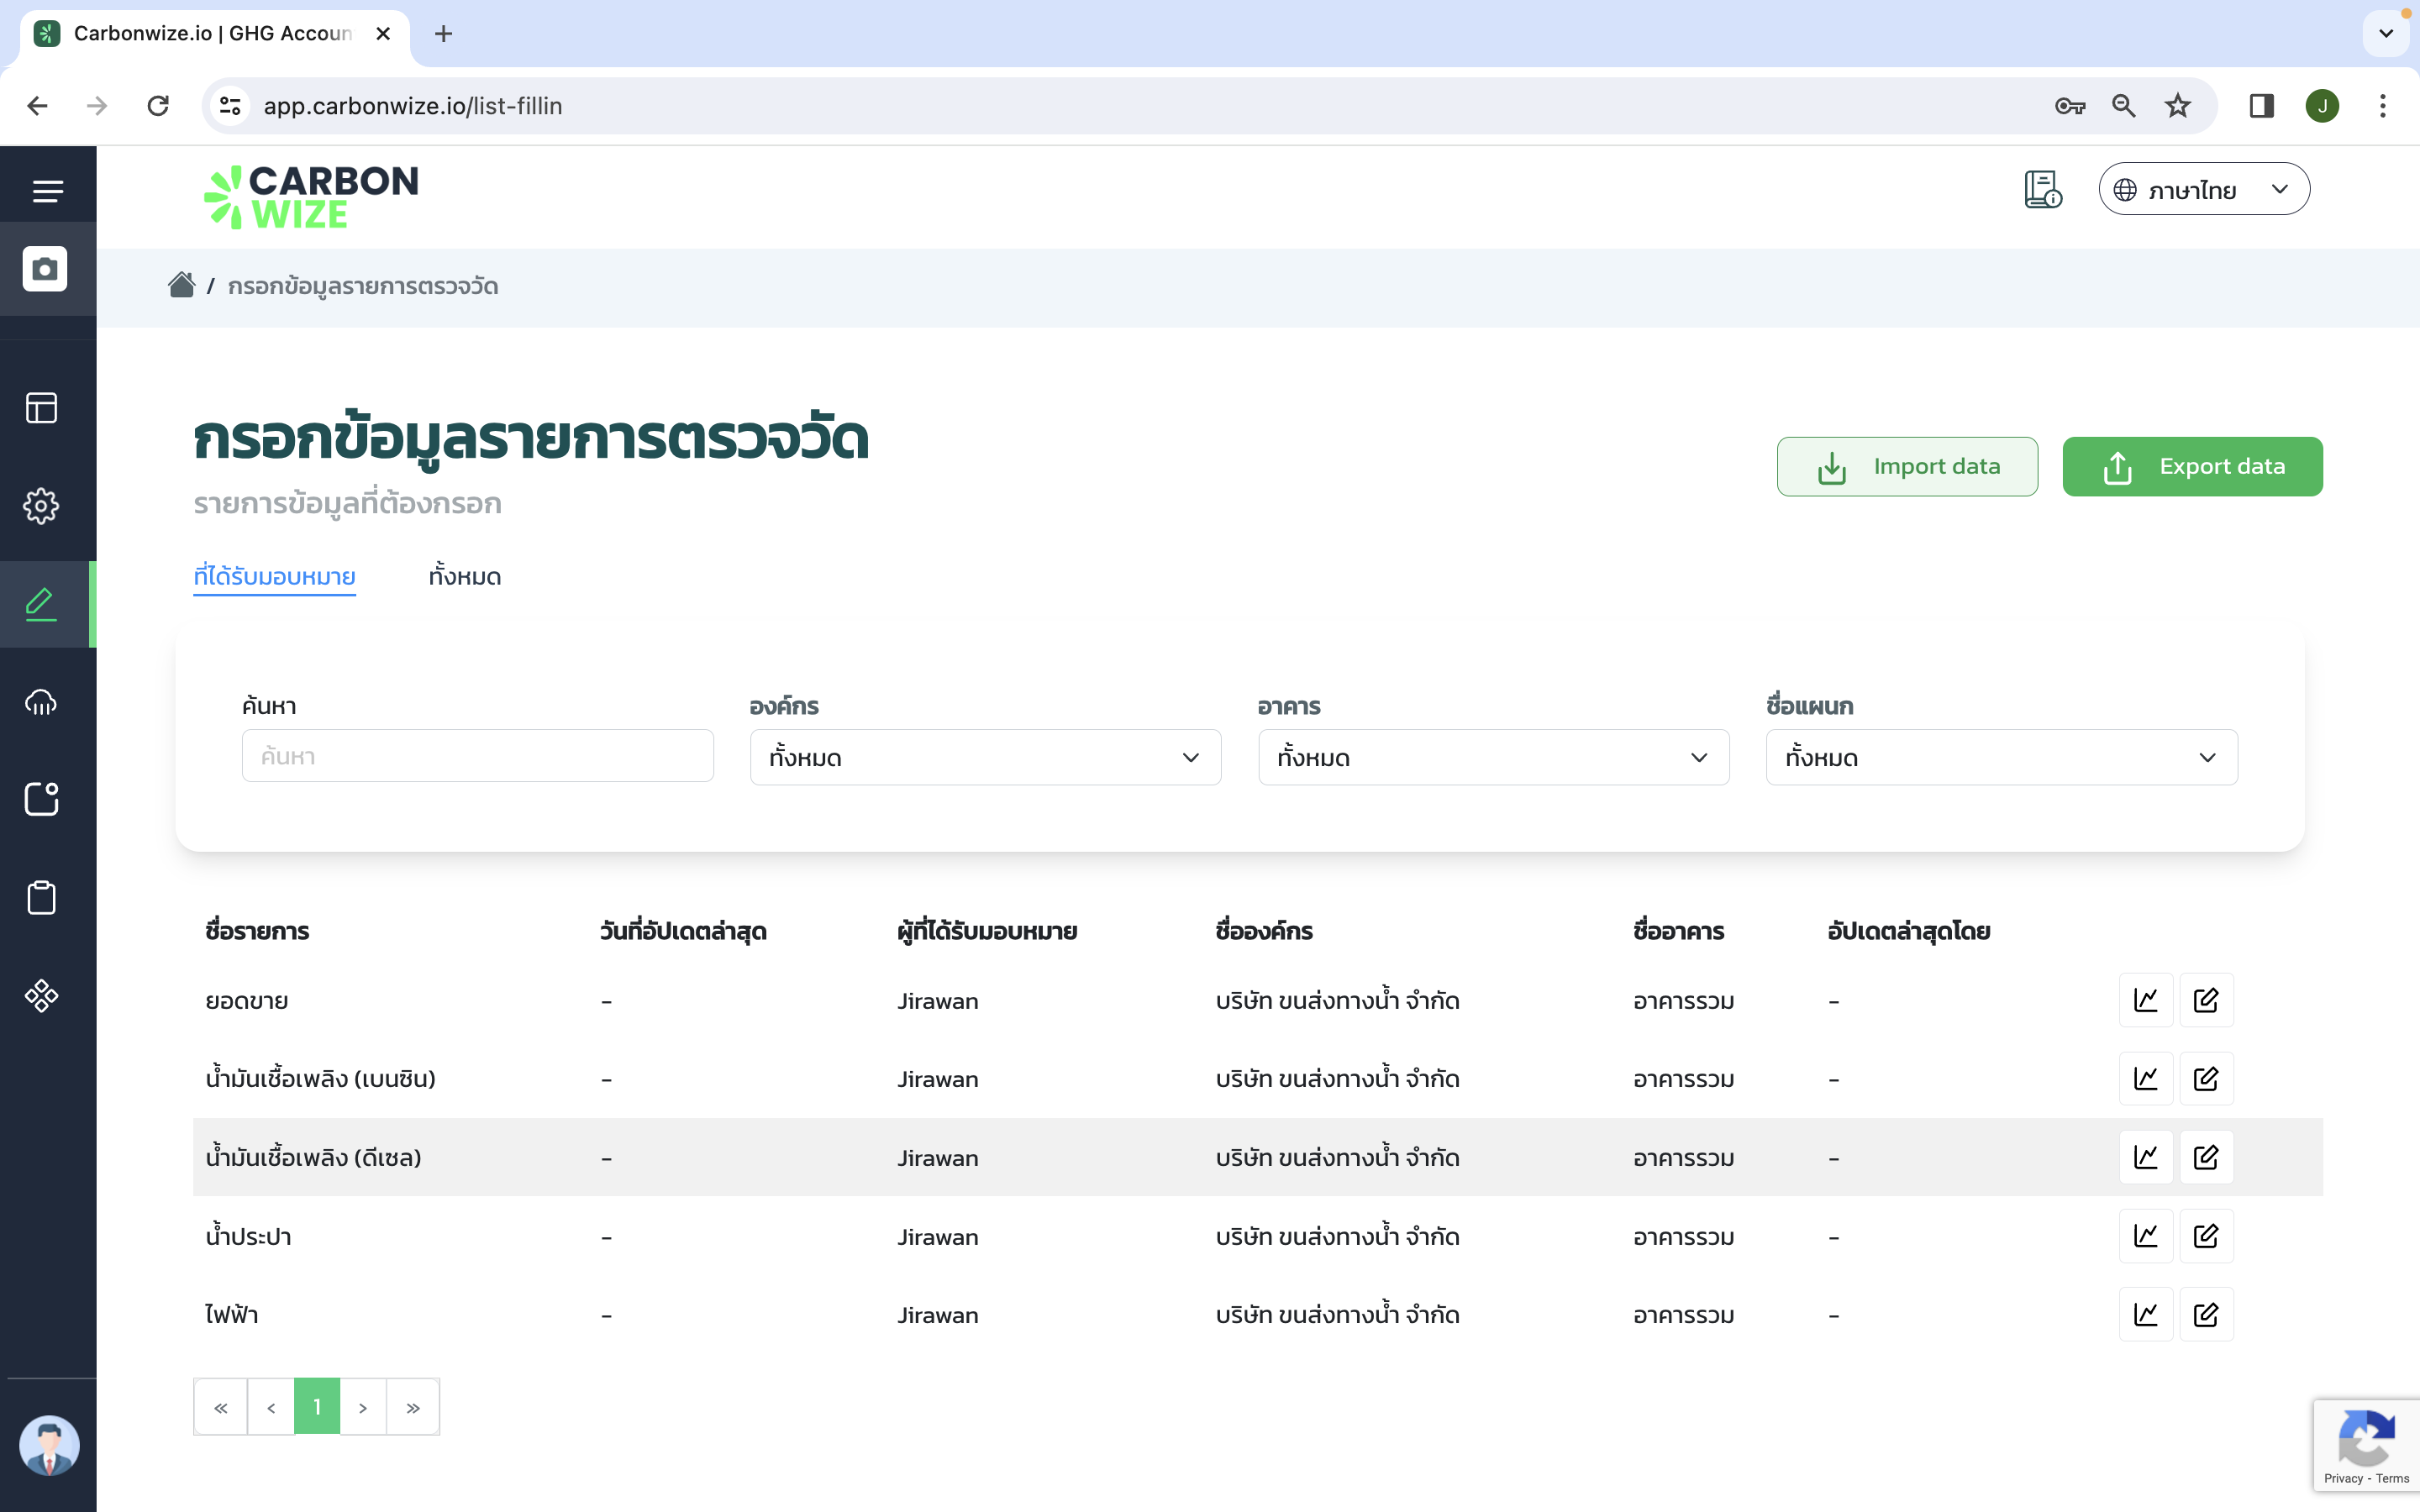 Carbonwize.io | GHG Accoun
app.carbonwize.io/list-fillin
J
CARBON
WIZE
ภาษาไทย
/ กรอกข้อมูลรายการตรวจวัด
กรอกข้อมูลรายการตรวจวัด
รายการข้อมูลที่ต้องกรอก
Import data
Export data
ที่ได้รับมอบหมาย ทั้งหมด
ค้นหา องค์กร อาคาร ชื่อแผนก
ค้นหา ทั้งหมด ทั้งหมด ทั้งหมด
ชื่อรายการ วันที่อัปเดตล่าสุด ผู้ที่ได้รับมอบหมาย ชื่อองค์กร ชื่ออาคาร อัปเดตล่าสุดโดย
ยอดขาย - Jirawan บริษัท ขนส่งทางน้ำ จำกัด อาคารรวม -
น้ำมันเชื้อเพลิง (เบนซิน) - Jirawan บริษัท ขนส่งทางน้ำ จำกัด อาคารรวม -
น้ำมันเชื้อเพลิง (ดีเซล) - Jirawan บริษัท ขนส่งทางน้ำ จำกัด อาคารรวม -
น้ำประปา - Jirawan บริษัท ขนส่งทางน้ำ จำกัด อาคารรวม -
ไฟฟ้า - Jirawan บริษัท ขนส่งทางน้ำ จำกัด อาคารรวม -
« ‹ 1 › »
Privacy - Terms